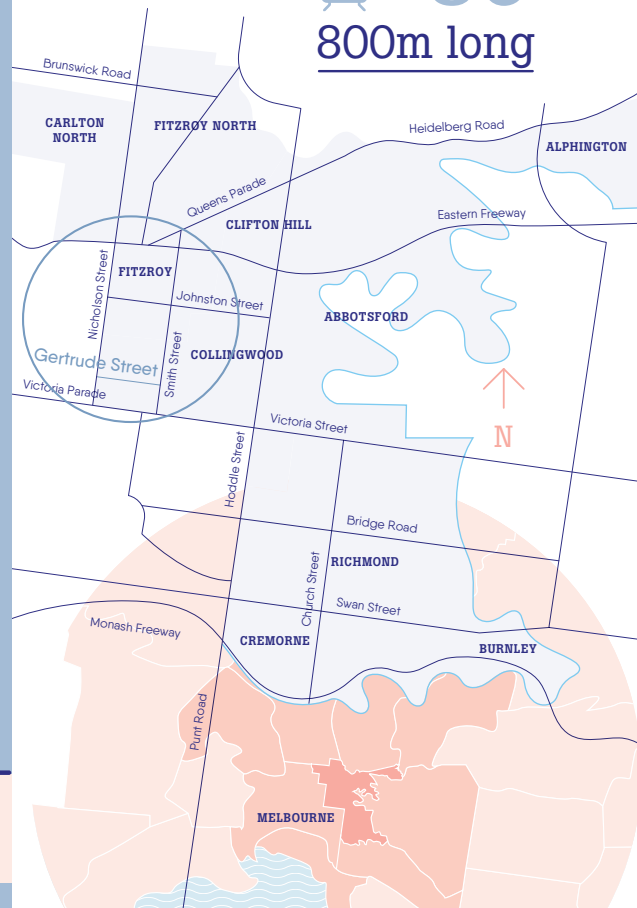 800m long
Brunswick Road
CARLTON
NORTH
FITZROY NORTH
Heidelberg Road
ALPHINGTON
Queens Parade
Eastern Freeway
CLIFTON HILL
Nicholson Street
FITZROY
Johnston Street
ABBOTSFORD
Smith Street
COLLINGWOOD
Gertrude Street
Victoria Parade
Victoria Street
N
Hoddle Street
Bridge Road
Church Street
RICHMOND
Swan Street
Monash Freeway
CREMORNE
BURNLEY
Punt Road
MELBOURNE